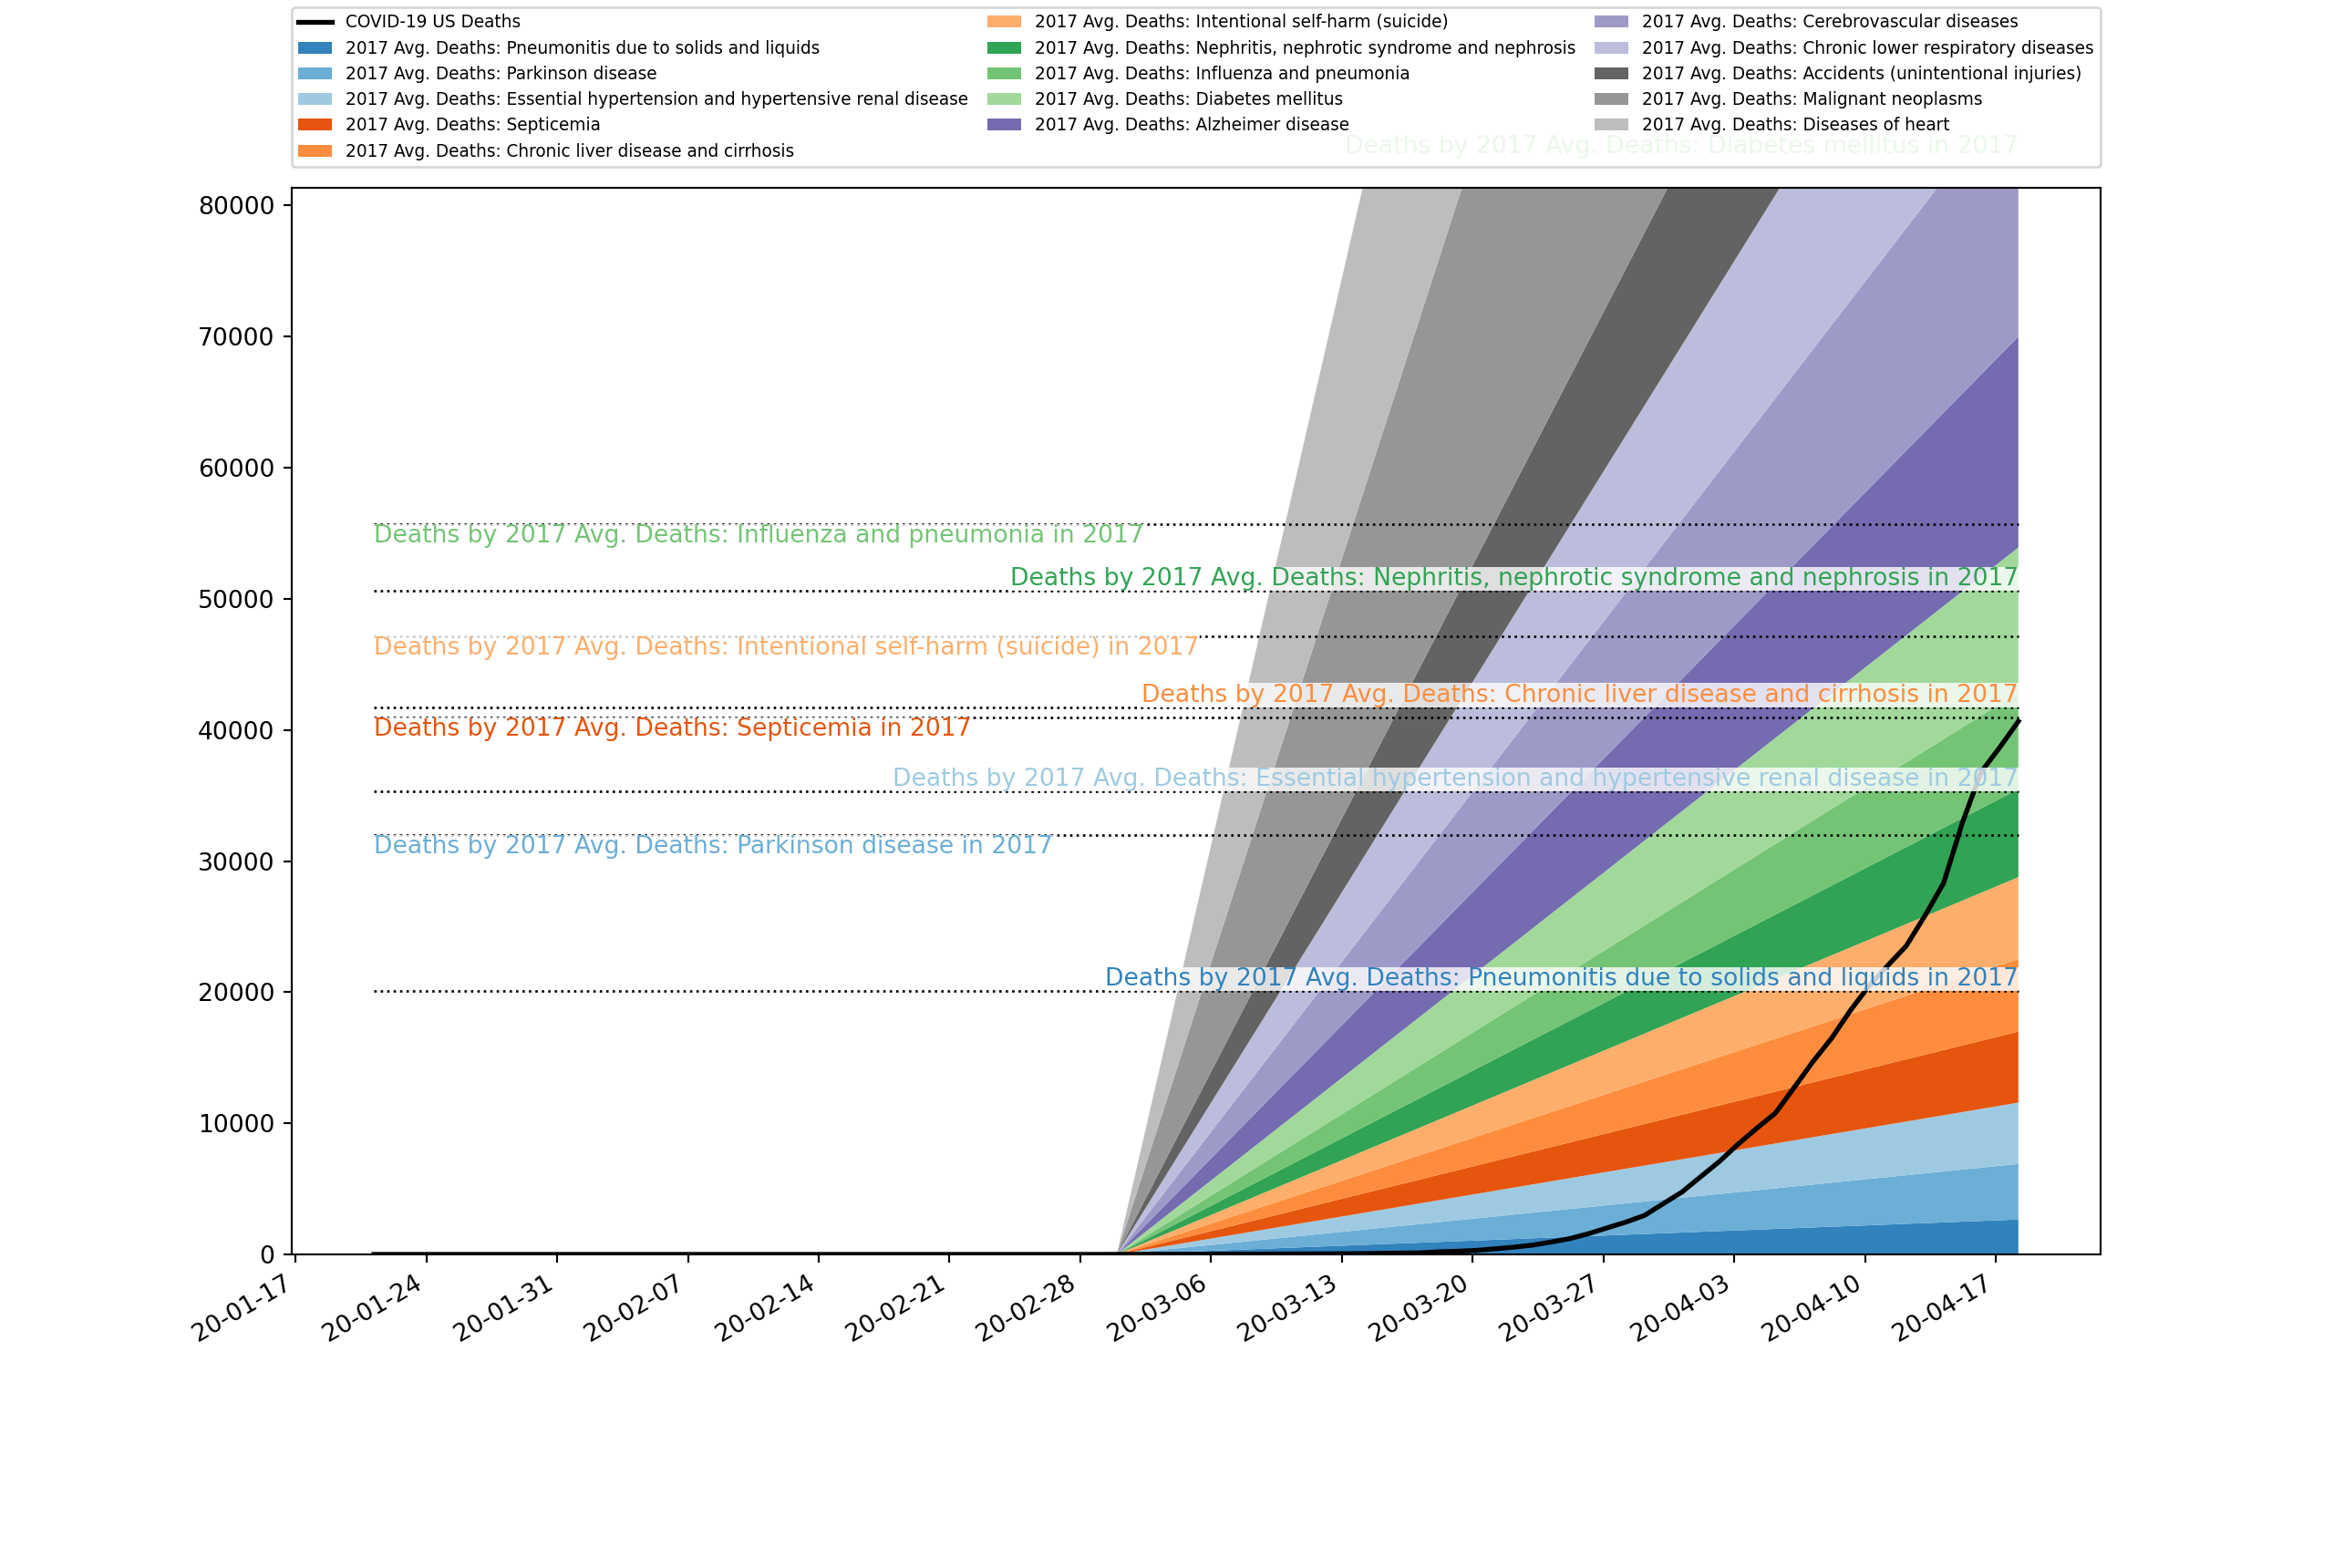 COVID-19 US Deaths
2017 Avg. Deaths: Pneumonitis due to solids and liquids
2017 Avg. Deaths: Parkinson disease
2017 Avg. Deaths: Essential hypertension and hypertensive renal disease
2017 Avg. Deaths: Septicemia
2017 Avg. Deaths: Chronic liver disease and cirrhosis
2017 Avg. Deaths: Intentional self-harm (suicide)
2017 Avg. Deaths: Nephritis, nephrotic syndrome and nephrosis
2017 Avg. Deaths: Influenza and pneumonia
2017 Avg. Deaths: Diabetes mellitus
2017 Avg. Deaths: Alzheimer disease
2017 Avg. Deaths: Cerebrovascular diseases
2017 Avg. Deaths: Chronic lower respiratory diseases
2017 Avg. Deaths: Accidents (unintentional injuries)
2017 Avg. Deaths: Malignant neoplasms
2017 Avg. Deaths: Diseases of heart
Deaths by 2017 Avg. Deaths: Diabetes mellitus in 2017
80000
70000
60000
Deaths by 2017 Avg. Deaths: Influenza and pneumonia in 2017
Deaths by 2017 Avg. Deaths: Nephritis, nephrotic syndrome and nephrosis in 2017
50000
Deaths by 2017 Avg. Deaths: Intentional self-harm (suicide) in 2017
Deaths by 2017 Avg. Deaths: Chronic liver disease and cirrhosis in 2017
40000
Deaths by 2017 Avg. Deaths: Septicemia in 2017
Deaths by 2017 Avg. Deaths: Essential hypertension and hypertensive renal disease in 2017
Deaths by 2017 Avg. Deaths: Parkinson disease in 2017
30000
Deaths by 2017 Avg. Deaths: Pneumonitis due to solids and liquids in 2017
20000
10000
0
20-01-17
20-01-24
20-01-31
20-02-07
20-02-14
20-02-21
20-02-28
20-03-06
20-03-13
20-03-20
20-03-27
20-04-03
20-04-10
20-04-17